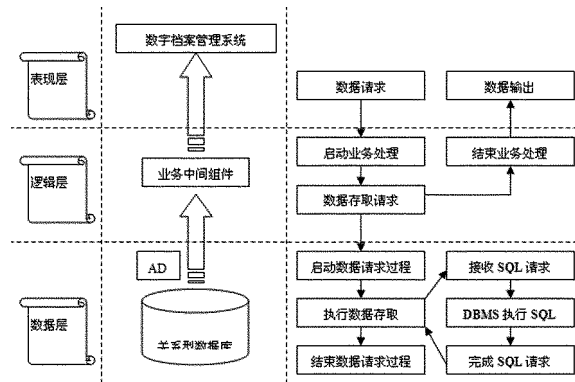 数字档案管理系统
表现层
数据请求
数据输出
启动业务处理
结束业务处理
逻辑层
业务中间组件
数据存取请求
AD
启动数据请求过程
接收 SQL 请求
数据层
执行数据存取
DBMS 执行 SQL
关系型数据库
结束数据请求过程
完成 SQL 请求